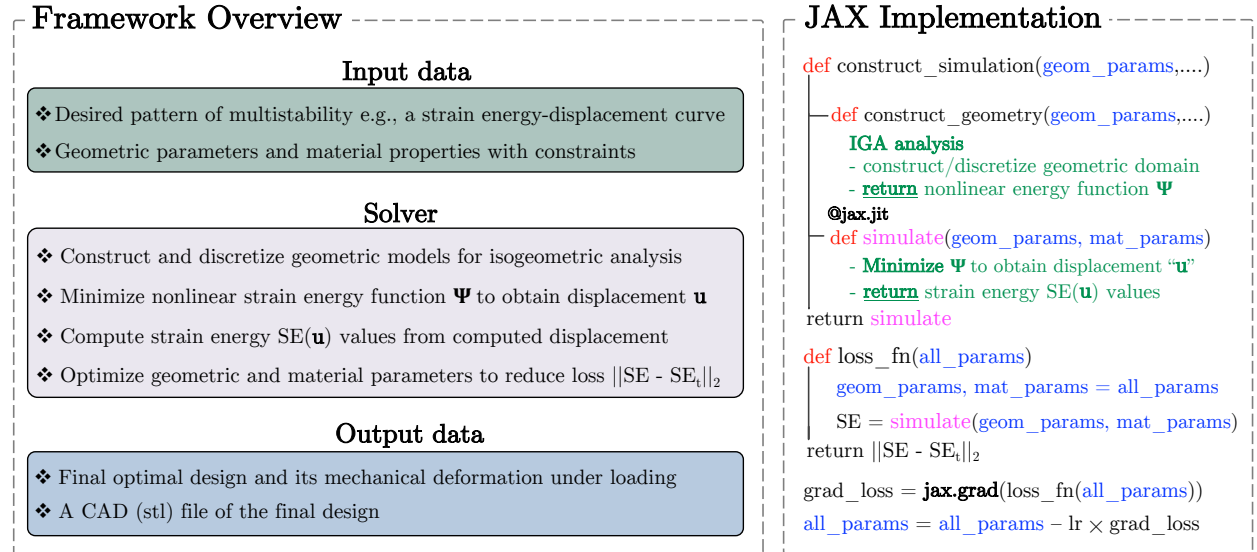 Framework Overview
Input data
❖ Desired pattern of multistability e.g., a strain energy-displacement curve
❖ Geometric parameters and material properties with constraints
Solver
❖ Construct and discretize geometric models for isogeometric analysis
❖ Minimize nonlinear strain energy function Ψ to obtain displacement u
❖ Compute strain energy SE(u) values from computed displacement
❖ Optimize geometric and material parameters to reduce loss ||SE - SEₜ||₂
Output data
❖ Final optimal design and its mechanical deformation under loading
❖ A CAD (stl) file of the final design
JAX Implementation
def construct_simulation(geom_params,....)
def construct_geometry(geom_params,....)
IGA analysis
- construct/discretize geometric domain
- return nonlinear energy function Ψ
@jax.jit
def simulate(geom_params, mat_params)
- Minimize Ψ to obtain displacement “u”
- return strain energy SE(u) values
return simulate
def loss_fn(all_params)
geom_params, mat_params = all_params
SE = simulate(geom_params, mat_params)
return ||SE - SEₜ||₂
grad_loss = jax.grad(loss_fn(all_params))
all_params = all_params – lr × grad_loss